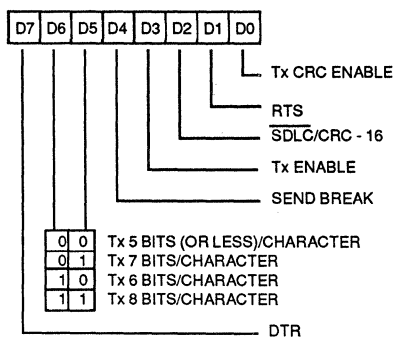 D7 D6 D5 D4 D3 D2 D1 D0
Tx CRC ENABLE
RTS
SDLC/CRC - 16
Tx ENABLE
SEND BREAK
0 0 Tx 5 BITS (OR LESS)/CHARACTER
0 1 Tx 7 BITS/CHARACTER
1 0 Tx 6 BITS/CHARACTER
1 1 Tx 8 BITS/CHARACTER
DTR